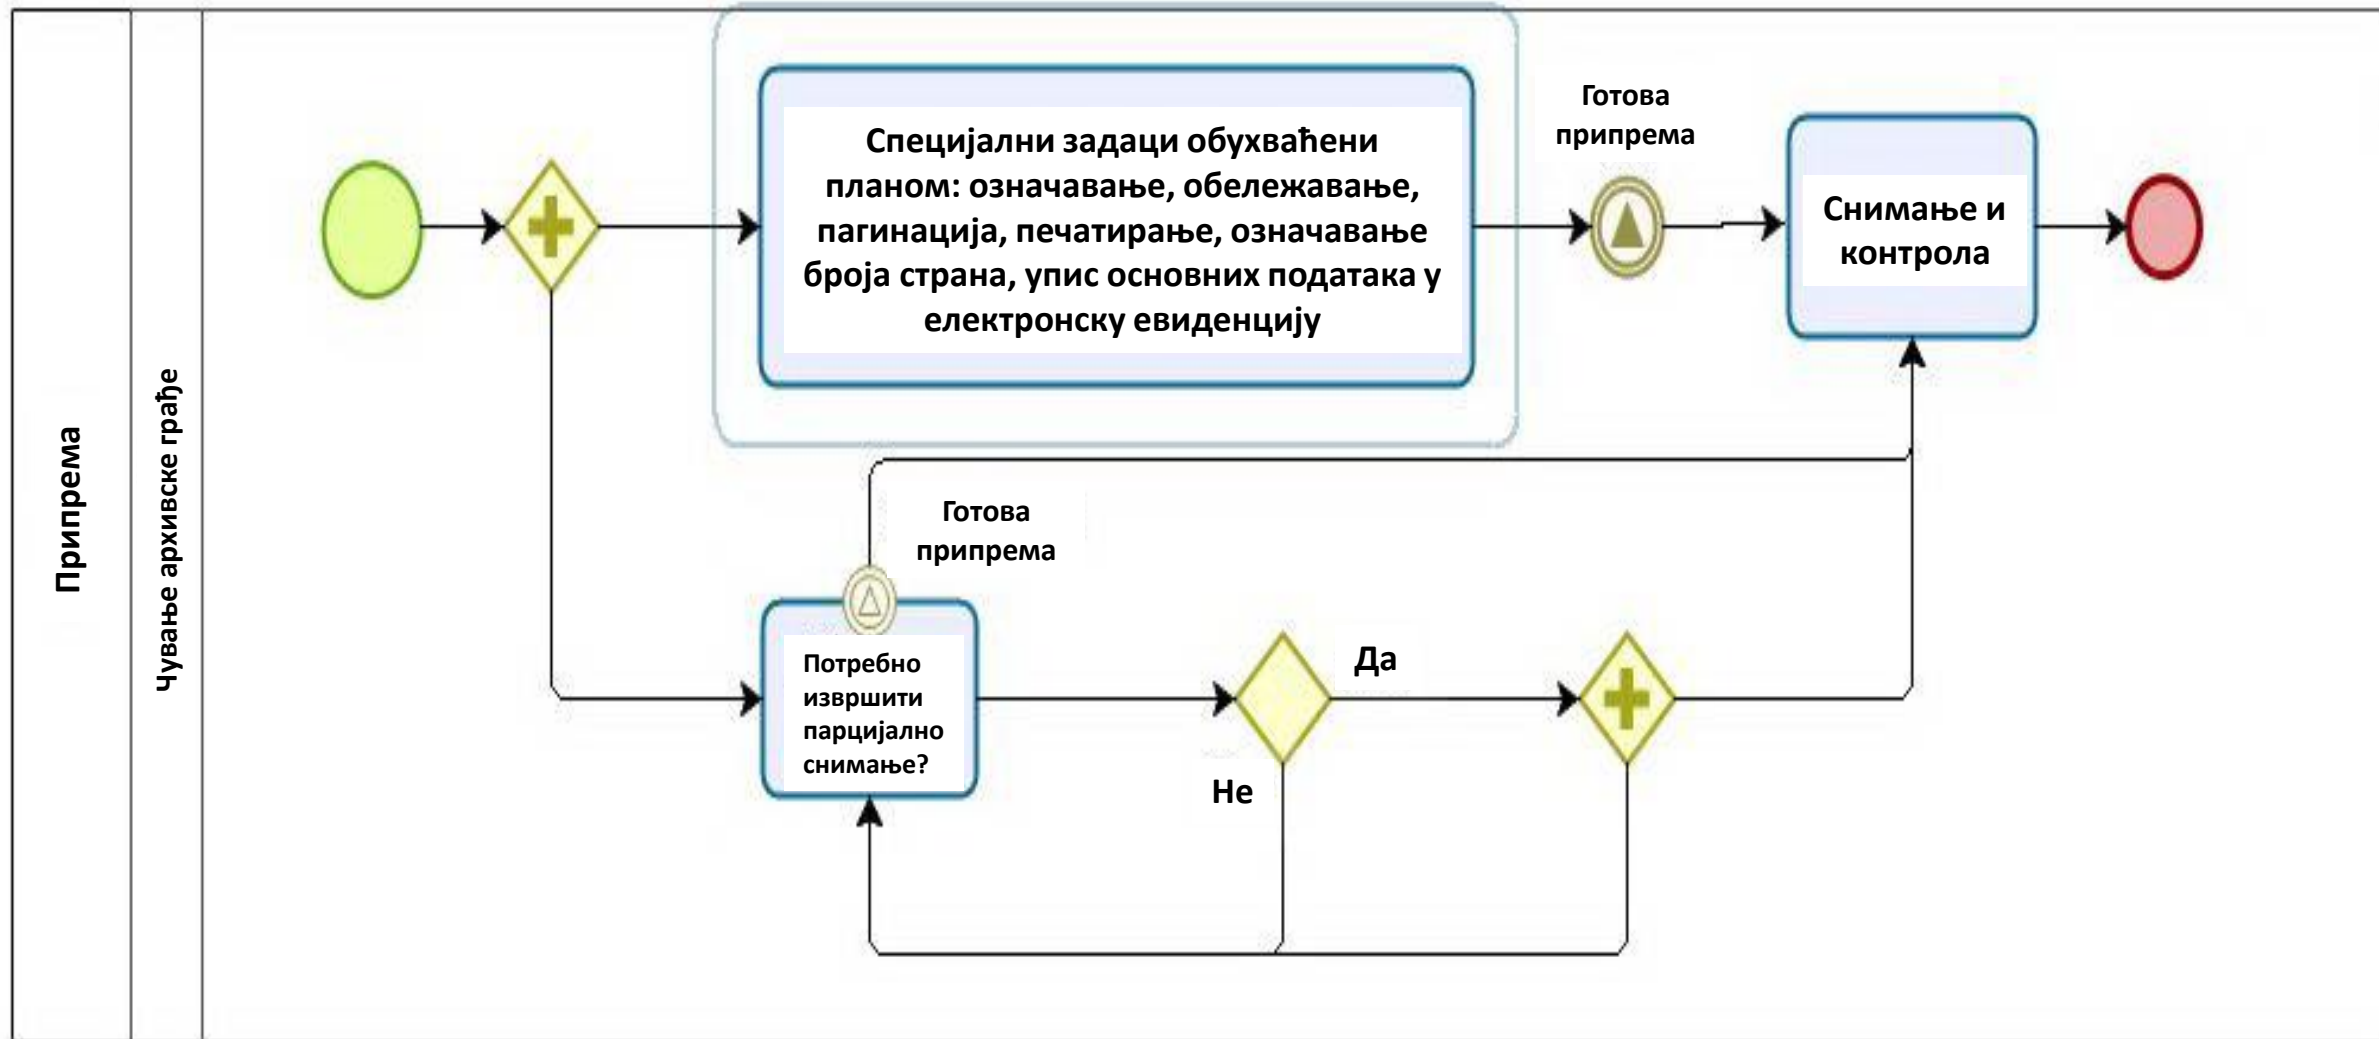 Припрема
Чување архивске грађе
Специјални задаци обухваћени
планом: означавање, обележавање,
пагинација, печатирање, означавање
броја страна, упис основних података у
електронску евиденцију
Готова
припрема
Снимање и
контрола
Готова
припрема
Потребно
извршити
парцијално
снимање?
Да
Не